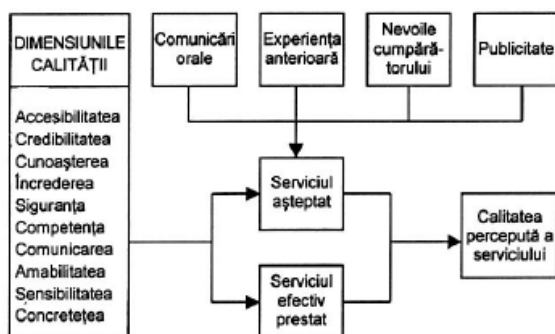 DIMENSIUNILE
CALITĂȚII
Accesibilitatea
Credibilitatea
Cunoașterea
Încrederea
Siguranța
Competența
Comunicarea
Amabilitatea
Sensibilitatea
Concretețea
Comunicări
orale
Experiența
anterioară
Nevoile
cumpără-
torului
Publicitate
Serviciul
așteptat
Serviciul
efectiv
prestat
Calitatea
percepută a
serviciului